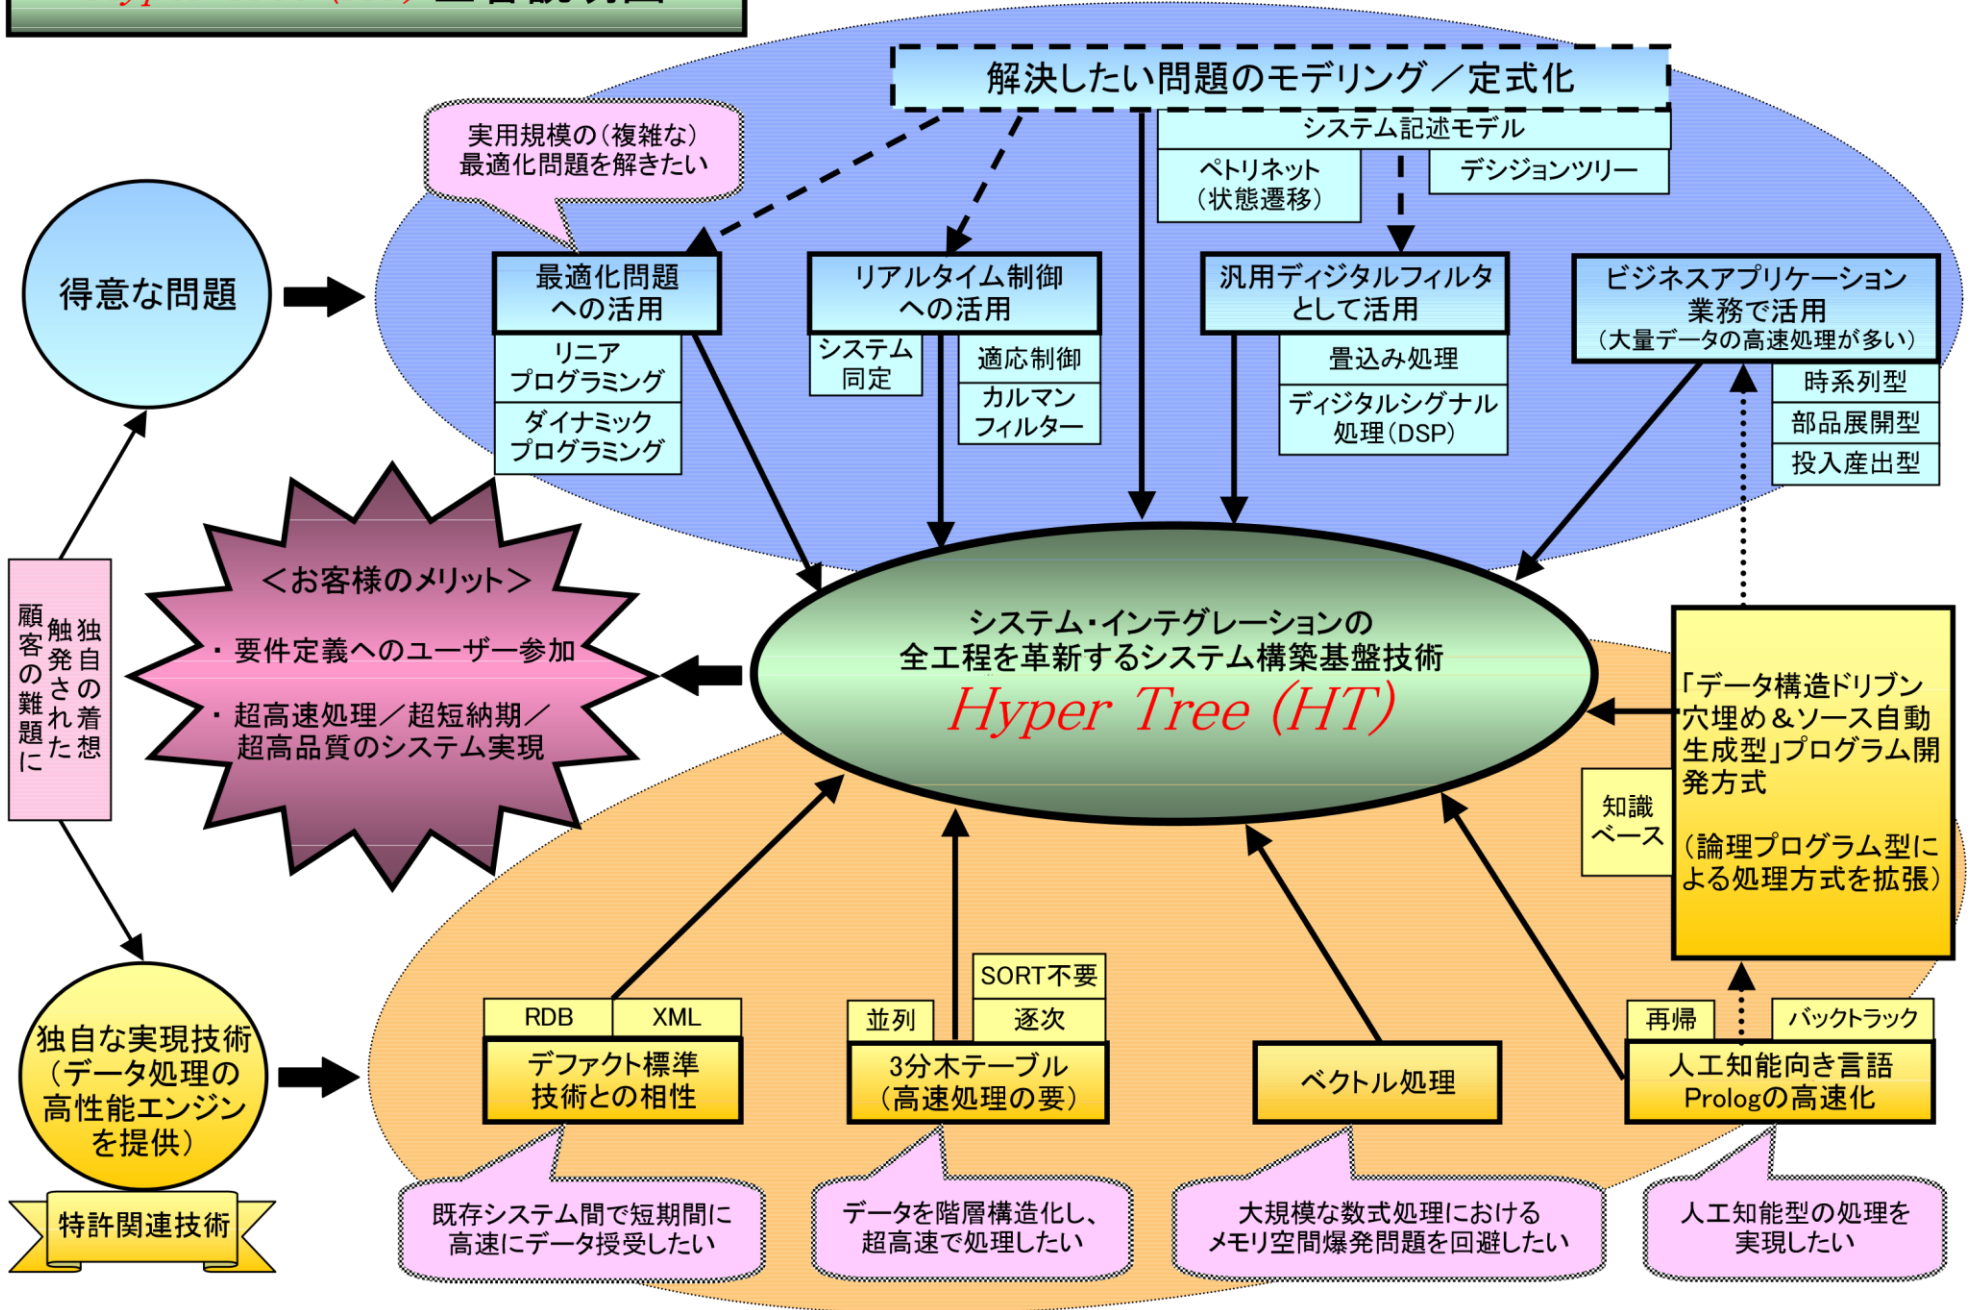 解決したい問題のモデリング／定式化
システム記述モデル
ペトリネット
（状態遷移）
デシジョンツリー
実用規模の（複雑な）
最適化問題を解きたい
得意な問題
最適化問題
への活用
リニア
プログラミング
ダイナミック
プログラミング
リアルタイム制御
への活用
システム
同定
適応制御
カルマン
フィルター
汎用ディジタルフィルタ
として活用
畳込み処理
ディジタルシグナル
処理（DSP）
ビジネスアプリケーション
業務で活用
（大量データの高速処理が多い）
時系列型
部品展開型
投入産出型
独自の着想
触発された
顧客の難題に
＜お客様のメリット＞
・ 要件定義へのユーザー参加
・ 超高速処理／超短納期／
超高品質のシステム実現
システム・インテグレーションの
全工程を革新するシステム構築基盤技術
Hyper Tree (HT)
「データ構造ドリブン
穴埋め＆ソース自動
生成型」プログラム開
発方式
（論理プログラム型に
よる処理方式を拡張）
知識
ベース
独自な実現技術
（データ処理の
高性能エンジン
を提供）
特許関連技術
RDB
XML
デファクト標準
技術との相性
既存システム間で短期間に
高速にデータ授受したい
並列
SORT不要
逐次
3分木テーブル
（高速処理の要）
データを階層構造化し、
超高速で処理したい
ベクトル処理
大規模な数式処理における
メモリ空間爆発問題を回避したい
再帰
バックトラック
人工知能向き言語
Prologの高速化
人工知能型の処理を
実現したい